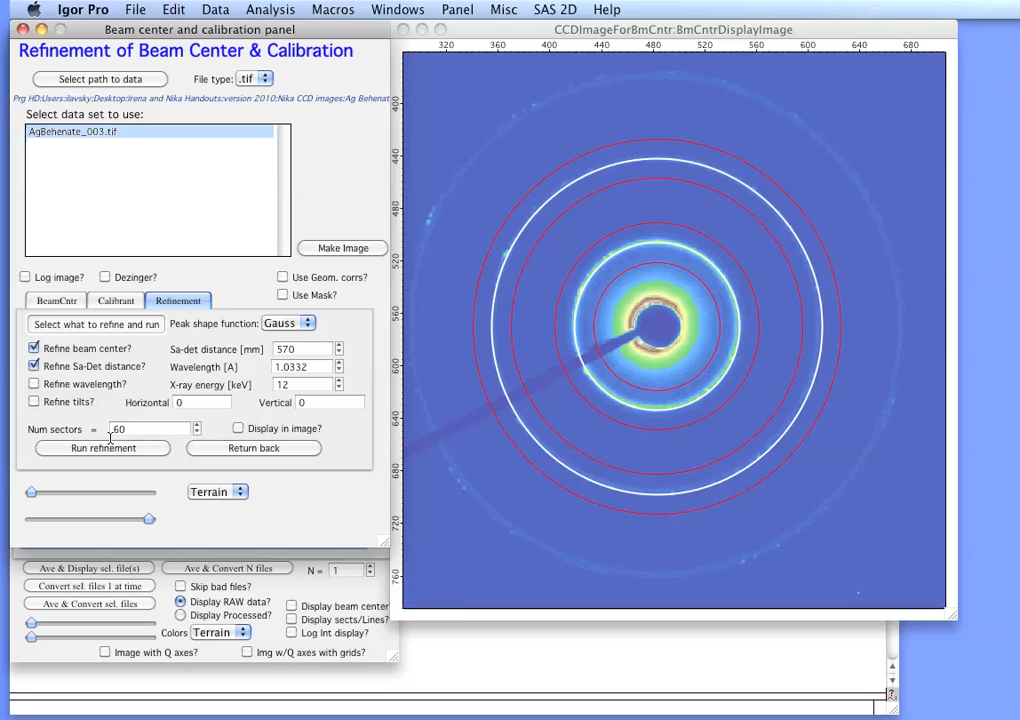 Igor Pro File Edit Data Analysis Macros Windows Panel Misc SAS 2D Help
Beam center and calibration panel
Refinement of Beam Center & Calibration
Select path to data File type: .tif
Prg HD:Users:ilavsky:Desktop:Irena and Nika Handouts:version 2010:Nika CCD images:Ag Behenat
Select data set to use:
AgBehenate_003.tif
Make Image
Log image? Dezinger? Use Geom. corrs?
Use Mask?
BeamCntr Calibrant Refinement
Select what to refine and run Peak shape function: Gauss
Refine beam center? Sa-det distance [mm] 570
Refine Sa-Det distance? Wavelength [A] 1.0332
Refine wavelength? X-ray energy [keV] 12
Refine tilts? Horizontal 0 Vertical 0
Num sectors = 60 Display in image?
Run refinement Return back
Terrain
Ave & Display sel. file(s) Ave & Convert N files N = 1
Convert sel. files 1 at time Skip bad files?
Ave & Convert sel. files Display RAW data? Display beam center
Display Processed? Display sects/Lines?
Colors Terrain Log Int display?
Image with Q axes? Img w/Q axes with grids?
CCDImageForBmCntr:BmCntrDisplayImage
320 360 400 440 480 520 560 600 640 680
400
440
480
520
560
600
640
680
720
760